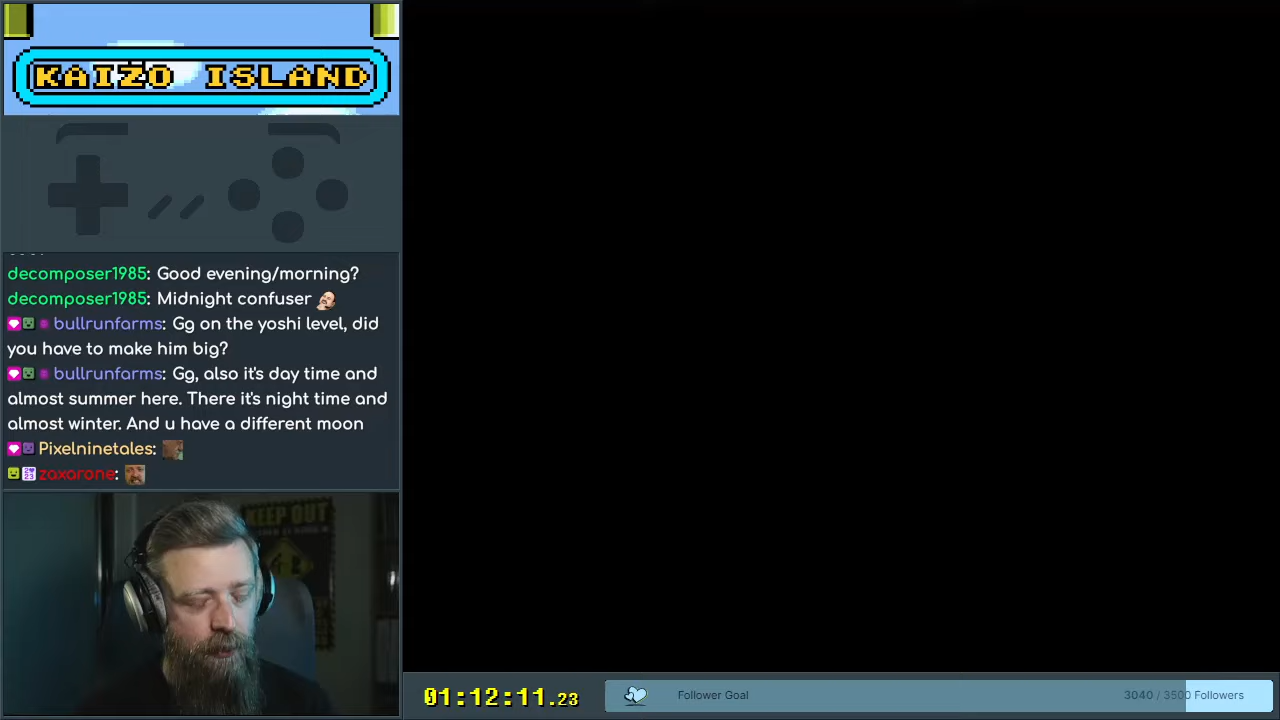 KAIZO ISLAND
decomposer1985: Good evening/morning?
decomposer1985: Midnight confuser
bullrunfarms: Gg on the yoshi level, did
you have to make him big?
bullrunfarms: Gg, also it's day time and
almost summer here. There it's night time and
almost winter. And u have a different moon
Pixelninetales:
zaxarone:
KEEP OUT
01:12:11.23
Follower Goal
3040 / 3500 Followers